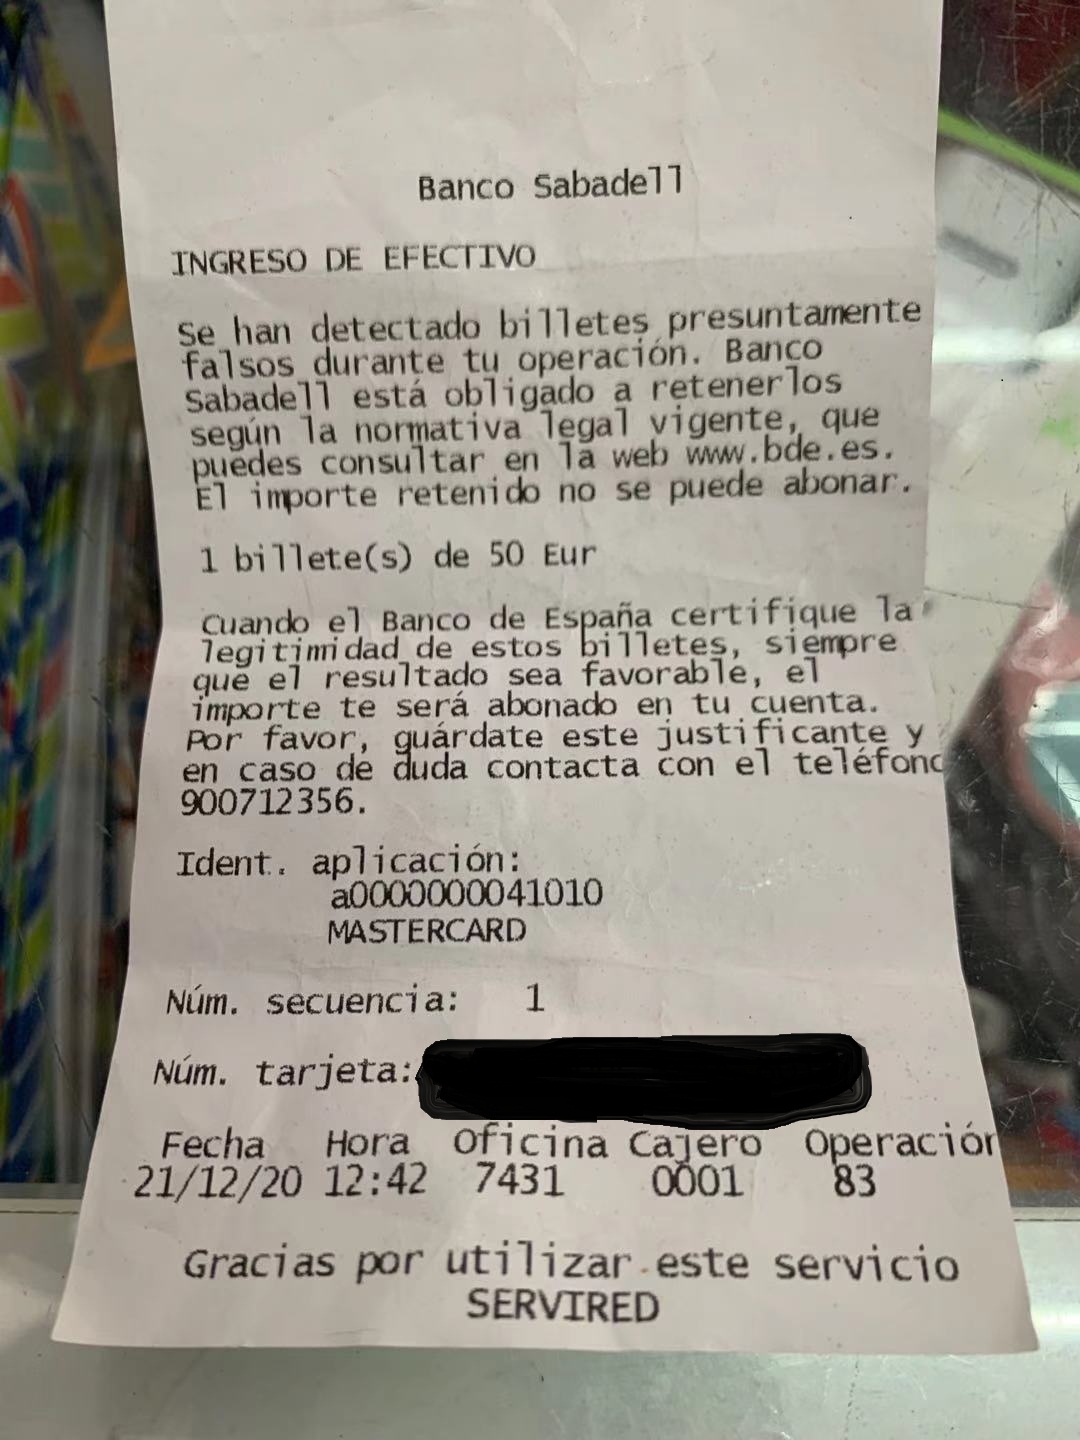 Banco Sabadell
INGRESO DE EFECTIVO
Se han detectado billetes presuntamente
falsos durante tu operación. Banco
Sabadell está obligado a retenerlos
según la normativa legal vigente, que
puedes consultar en la web www.bde.es.
El importe retenido no se puede abonar.
1 billete(s) de 50 Eur
Cuando el Banco de España certifique la
legitimidad de estos billetes, siempre
que el resultado sea favorable, el
importe te será abonado en tu cuenta.
Por favor, guárdate este justificante y
en caso de duda contacta con el teléfono
900712356.
Ident. aplicación:
a0000000041010
MASTERCARD
Núm. secuencia: 1
Núm. tarjeta:
Fecha Hora Oficina Cajero Operación
21/12/20 12:42 7431 0001 83
Gracias por utilizar este servicio
SERVIRED